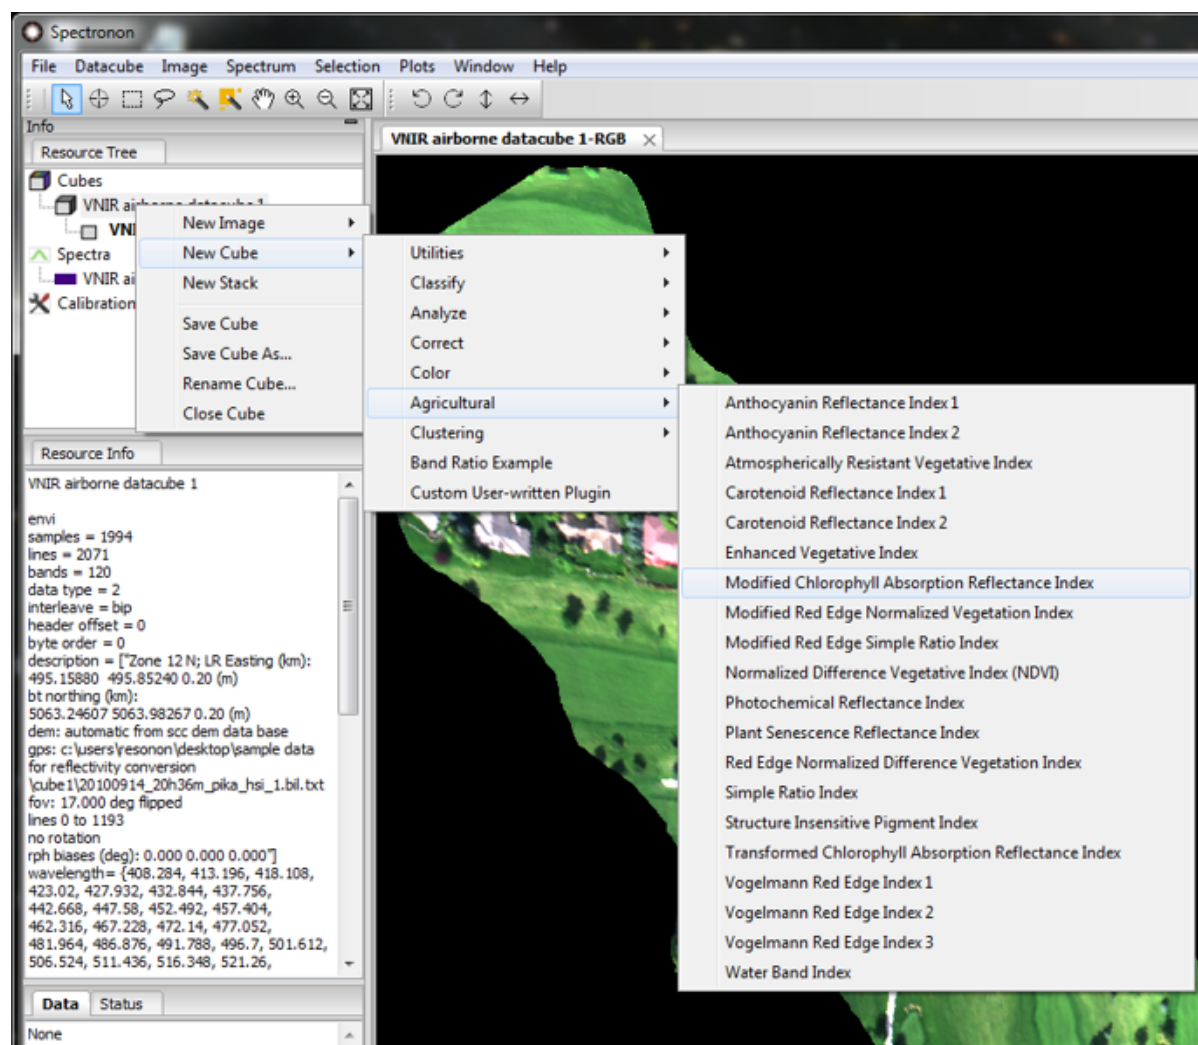 Spectronon
File Datacube Image Spectrum Selection Plots Window Help
Info
Resource Tree
Cubes
VNIR airborne datacube 1
VNI
Spectra
VNIR ai
Calibration
New Image
New Cube
New Stack
Save Cube
Save Cube As...
Rename Cube...
Close Cube
Utilities
Classify
Analyze
Correct
Color
Agricultural
Clustering
Band Ratio Example
Custom User-written Plugin
Anthocyanin Reflectance Index 1
Anthocyanin Reflectance Index 2
Atmospherically Resistant Vegetative Index
Carotenoid Reflectance Index 1
Carotenoid Reflectance Index 2
Enhanced Vegetative Index
Modified Chlorophyll Absorption Reflectance Index
Modified Red Edge Normalized Vegetation Index
Modified Red Edge Simple Ratio Index
Normalized Difference Vegetative Index (NDVI)
Photochemical Reflectance Index
Plant Senescence Reflectance Index
Red Edge Normalized Difference Vegetation Index
Simple Ratio Index
Structure Insensitive Pigment Index
Transformed Chlorophyll Absorption Reflectance Index
Vogelmann Red Edge Index 1
Vogelmann Red Edge Index 2
Vogelmann Red Edge Index 3
Water Band Index
VNIR airborne datacube 1-RGB
Resource Info
VNIR airborne datacube 1
envi
samples = 1994
lines = 2071
bands = 120
data type = 2
interleave = bip
header offset = 0
byte order = 0
description = ["Zone 12 N; LR Easting (km):
495.15880 495.85240 0.20 (m)
bt northing (km):
5063.24607 5063.98267 0.20 (m)
dem: automatic from scc dem data base
gps: c:\users\resonon\desktop\sample data
for reflectivity conversion
\cube1\20100914_20h36m_pika_hsi_1.bil.txt
fov: 17.000 deg flipped
lines 0 to 1193
no rotation
rph biases (deg): 0.000 0.000 0.000"]
wavelength= {408.284, 413.196, 418.108,
423.02, 427.932, 432.844, 437.756,
442.668, 447.58, 452.492, 457.404,
462.316, 467.228, 472.14, 477.052,
481.964, 486.876, 491.788, 496.7, 501.612,
506.524, 511.436, 516.348, 521.26,
Data Status
None